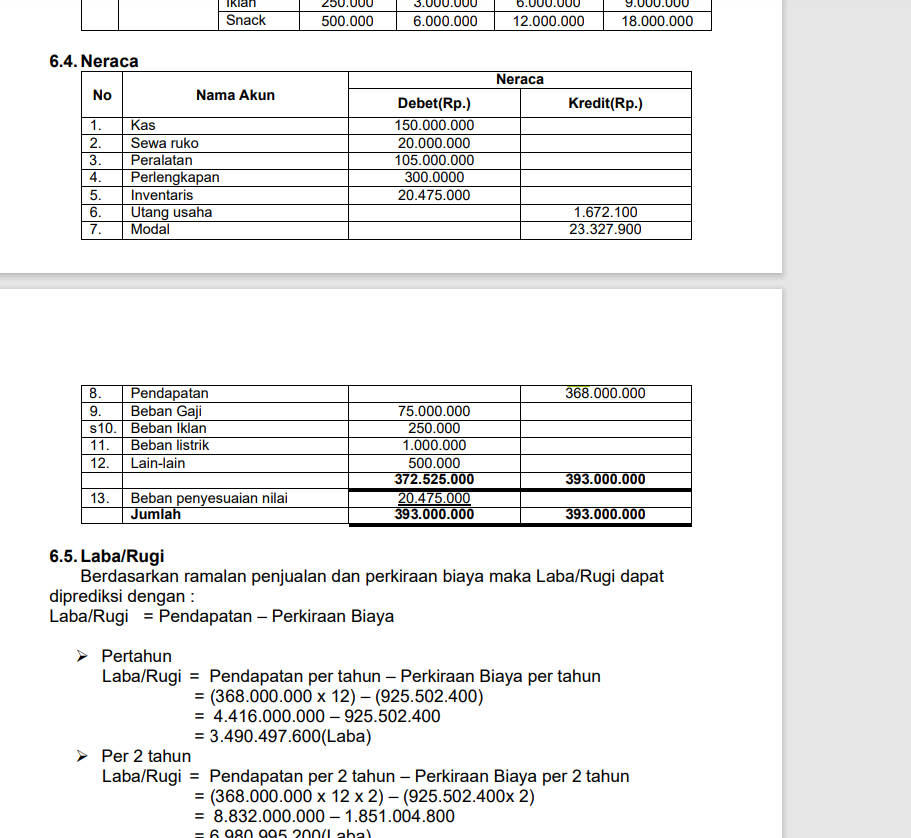 Iklan 250.000 3.000.000 6.000.000 9.000.000
Snack 500.000 6.000.000 12.000.000 18.000.000
6.4. Neraca
No Nama Akun Neraca
Debet(Rp.) Kredit(Rp.)
1. Kas 150.000.000
2. Sewa ruko 20.000.000
3. Peralatan 105.000.000
4. Perlengkapan 300.0000
5. Inventaris 20.475.000
6. Utang usaha 1.672.100
7. Modal 23.327.900
8. Pendapatan 368.000.000
9. Beban Gaji 75.000.000
s10. Beban Iklan 250.000
11. Beban listrik 1.000.000
12. Lain-lain 500.000
372.525.000 393.000.000
13. Beban penyesuaian nilai 20.475.000
Jumlah 393.000.000 393.000.000
6.5. Laba/Rugi
Berdasarkan ramalan penjualan dan perkiraan biaya maka Laba/Rugi dapat
diprediksi dengan :
Laba/Rugi = Pendapatan – Perkiraan Biaya
➢ Pertahun
Laba/Rugi = Pendapatan per tahun – Perkiraan Biaya per tahun
= (368.000.000 x 12) – (925.502.400)
= 4.416.000.000 – 925.502.400
= 3.490.497.600(Laba)
➢ Per 2 tahun
Laba/Rugi = Pendapatan per 2 tahun – Perkiraan Biaya per 2 tahun
= (368.000.000 x 12 x 2) – (925.502.400x 2)
= 8.832.000.000 – 1.851.004.800
= 6.980.995.200(Laba)